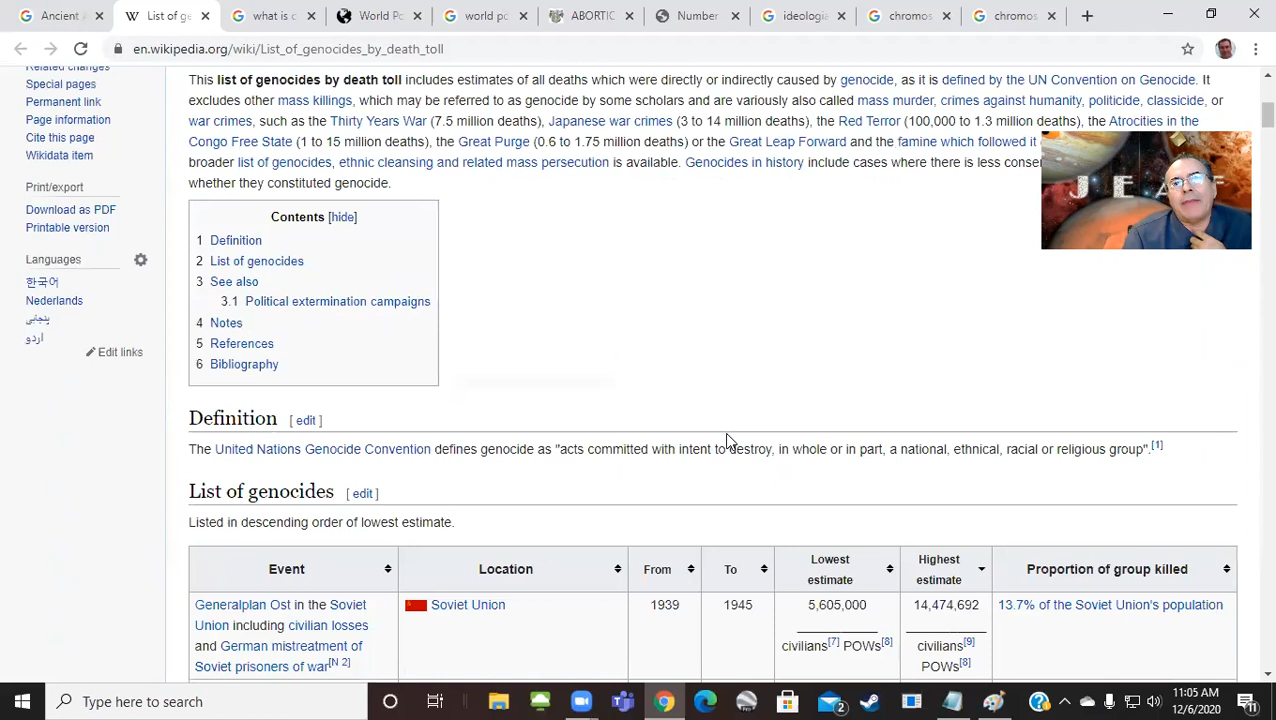 Ancient
List of ge
what is c
World Po
world po
ABORTIC
Number
ideologia
chromos
chromos
en.wikipedia.org/wiki/List_of_genocides_by_death_toll
Related changes
Special pages
Permanent link
Page information
Cite this page
Wikidata item
Print/export
Download as PDF
Printable version
Languages
한국어
Nederlands
پنجابی
اردو
Edit links
This list of genocides by death toll includes estimates of all deaths which were directly or indirectly caused by genocide, as it is defined by the UN Convention on Genocide. It
excludes other mass killings, which may be referred to as genocide by some scholars and are variously also called mass murder, crimes against humanity, politicide, classicide, or
war crimes, such as the Thirty Years War (7.5 million deaths), Japanese war crimes (3 to 14 million deaths), the Red Terror (100,000 to 1.3 million deaths), the Atrocities in the
Congo Free State (1 to 15 million deaths), the Great Purge (0.6 to 1.75 million deaths) or the Great Leap Forward and the famine which followed it
broader list of genocides, ethnic cleansing and related mass persecution is available. Genocides in history include cases where there is less
whether they constituted genocide.
JEA
Contents [hide]
1 Definition
2 List of genocides
3 See also
3.1 Political extermination campaigns
4 Notes
5 References
6 Bibliography
Definition [ edit ]
The United Nations Genocide Convention defines genocide as "acts committed with intent to destroy, in whole or in part, a national, ethnical, racial or religious group".[1]
List of genocides [ edit ]
Listed in descending order of lowest estimate.
Event Location From To Lowest estimate Highest estimate Proportion of group killed
Generalplan Ost in the Soviet
Union including civilian losses
and German mistreatment of
Soviet prisoners of war[N 2]
Soviet Union
1939
1945
5,605,000
civilians[7] POWs[8]
14,474,692
civilians[9]
POWs[8]
13.7% of the Soviet Union's population
Type here to search
2
11:05 AM
12/6/2020
11